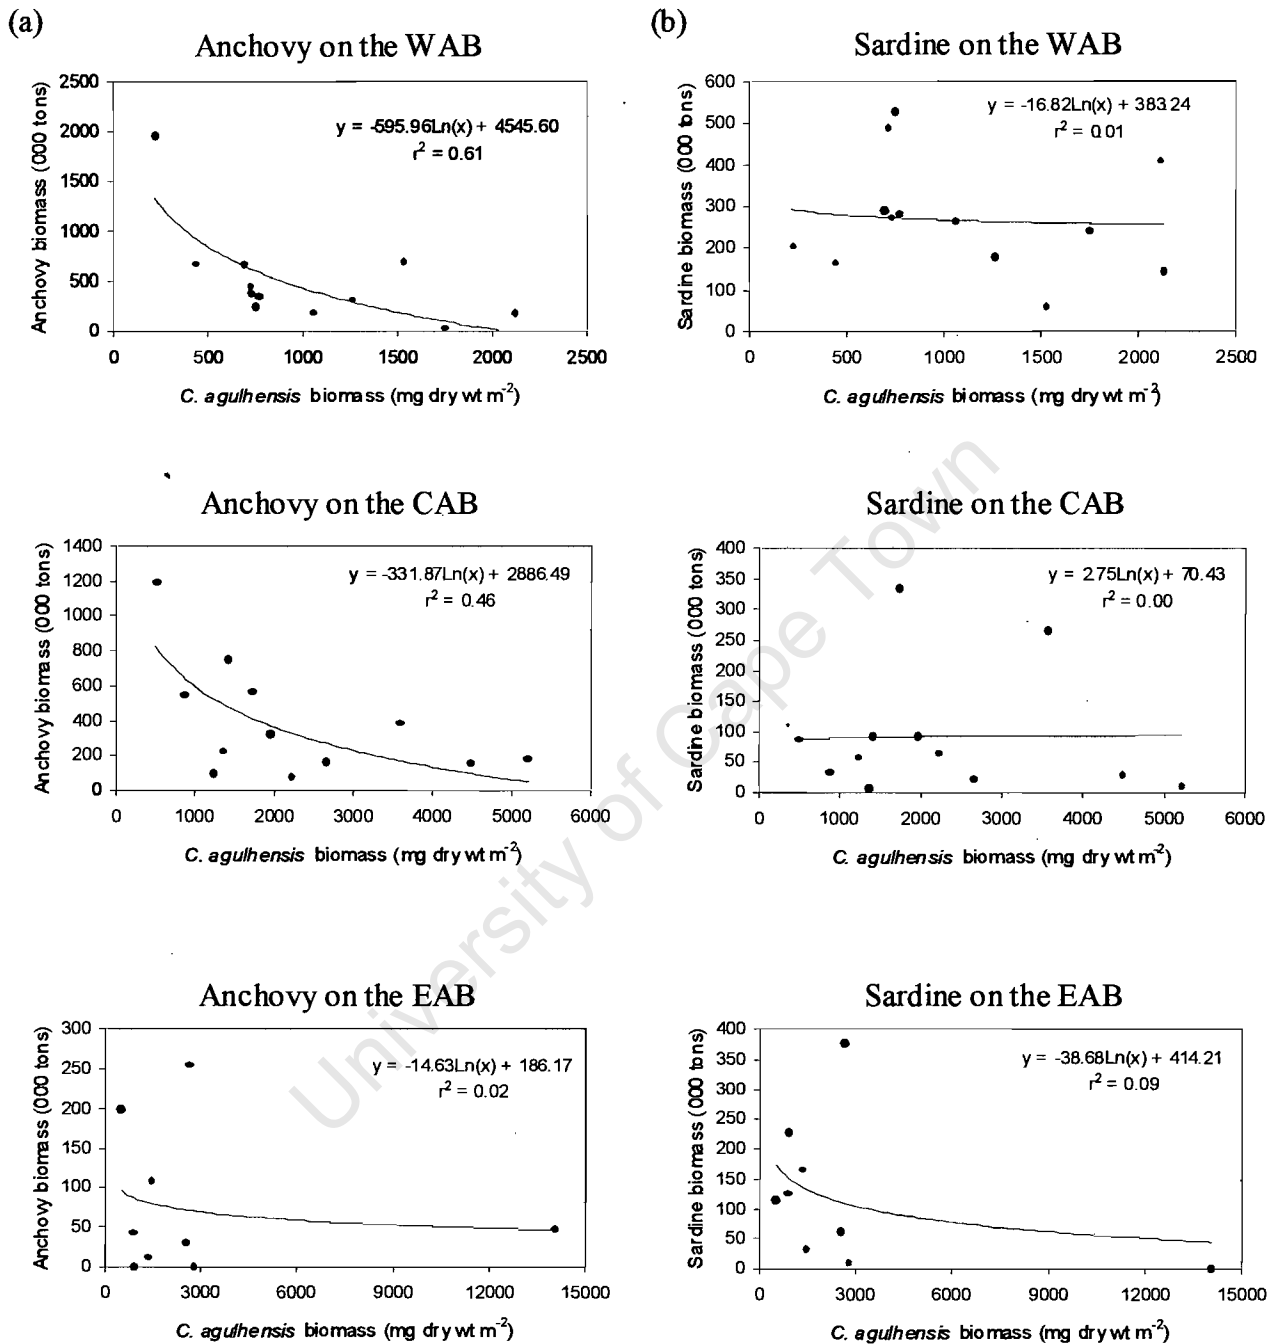 (a)
Anchovy on the WAB
2500
2000
1500
1000
500
0
0 500 1000 1500 2000 2500
Anchovy biomass (000 tons)
y = -595.96Ln(x) + 4545.60
r² = 0.61
C. agulhensis biomass (mg dry wt m⁻²)
(b)
Sardine on the WAB
600
500
400
300
200
100
0
0 500 1000 1500 2000 2500
Sardine biomass (000 tons)
y = -16.82Ln(x) + 383.24
r² = 0.01
C. agulhensis biomass (mg dry wt m⁻²)
Anchovy on the CAB
1400
1200
1000
800
600
400
200
0
0 1000 2000 3000 4000 5000 6000
Anchovy biomass (000 tons)
y = -331.87Ln(x) + 2886.49
r² = 0.46
C. agulhensis biomass (mg dry wt m⁻²)
Sardine on the CAB
400
350
300
250
200
150
100
50
0
0 1000 2000 3000 4000 5000 6000
Sardine biomass (000 tons)
y = 2.75Ln(x) + 70.43
r² = 0.00
C. agulhensis biomass (mg dry wt m⁻²)
Anchovy on the EAB
300
250
200
150
100
50
0
0 3000 6000 9000 12000 15000
Anchovy biomass (000 tons)
y = -14.63Ln(x) + 186.17
r² = 0.02
C. agulhensis biomass (mg dry wt m⁻²)
Sardine on the EAB
400
350
300
250
200
150
100
50
0
0 3000 6000 9000 12000 15000
Sardine biomass (000 tons)
y = -38.68Ln(x) + 414.21
r² = 0.09
C. agulhensis biomass (mg dry wt m⁻²)
University of Cape Town